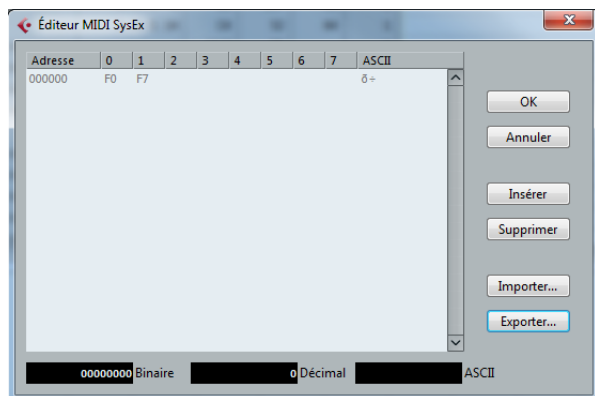 Éditeur MIDI SysEx
Adresse 0 1 2 3 4 5 6 7 ASCII
000000 F0 F7 ð÷
OK
Annuler
Insérer
Supprimer
Importer...
Exporter...
00000000 Binaire 0 Décimal ASCII